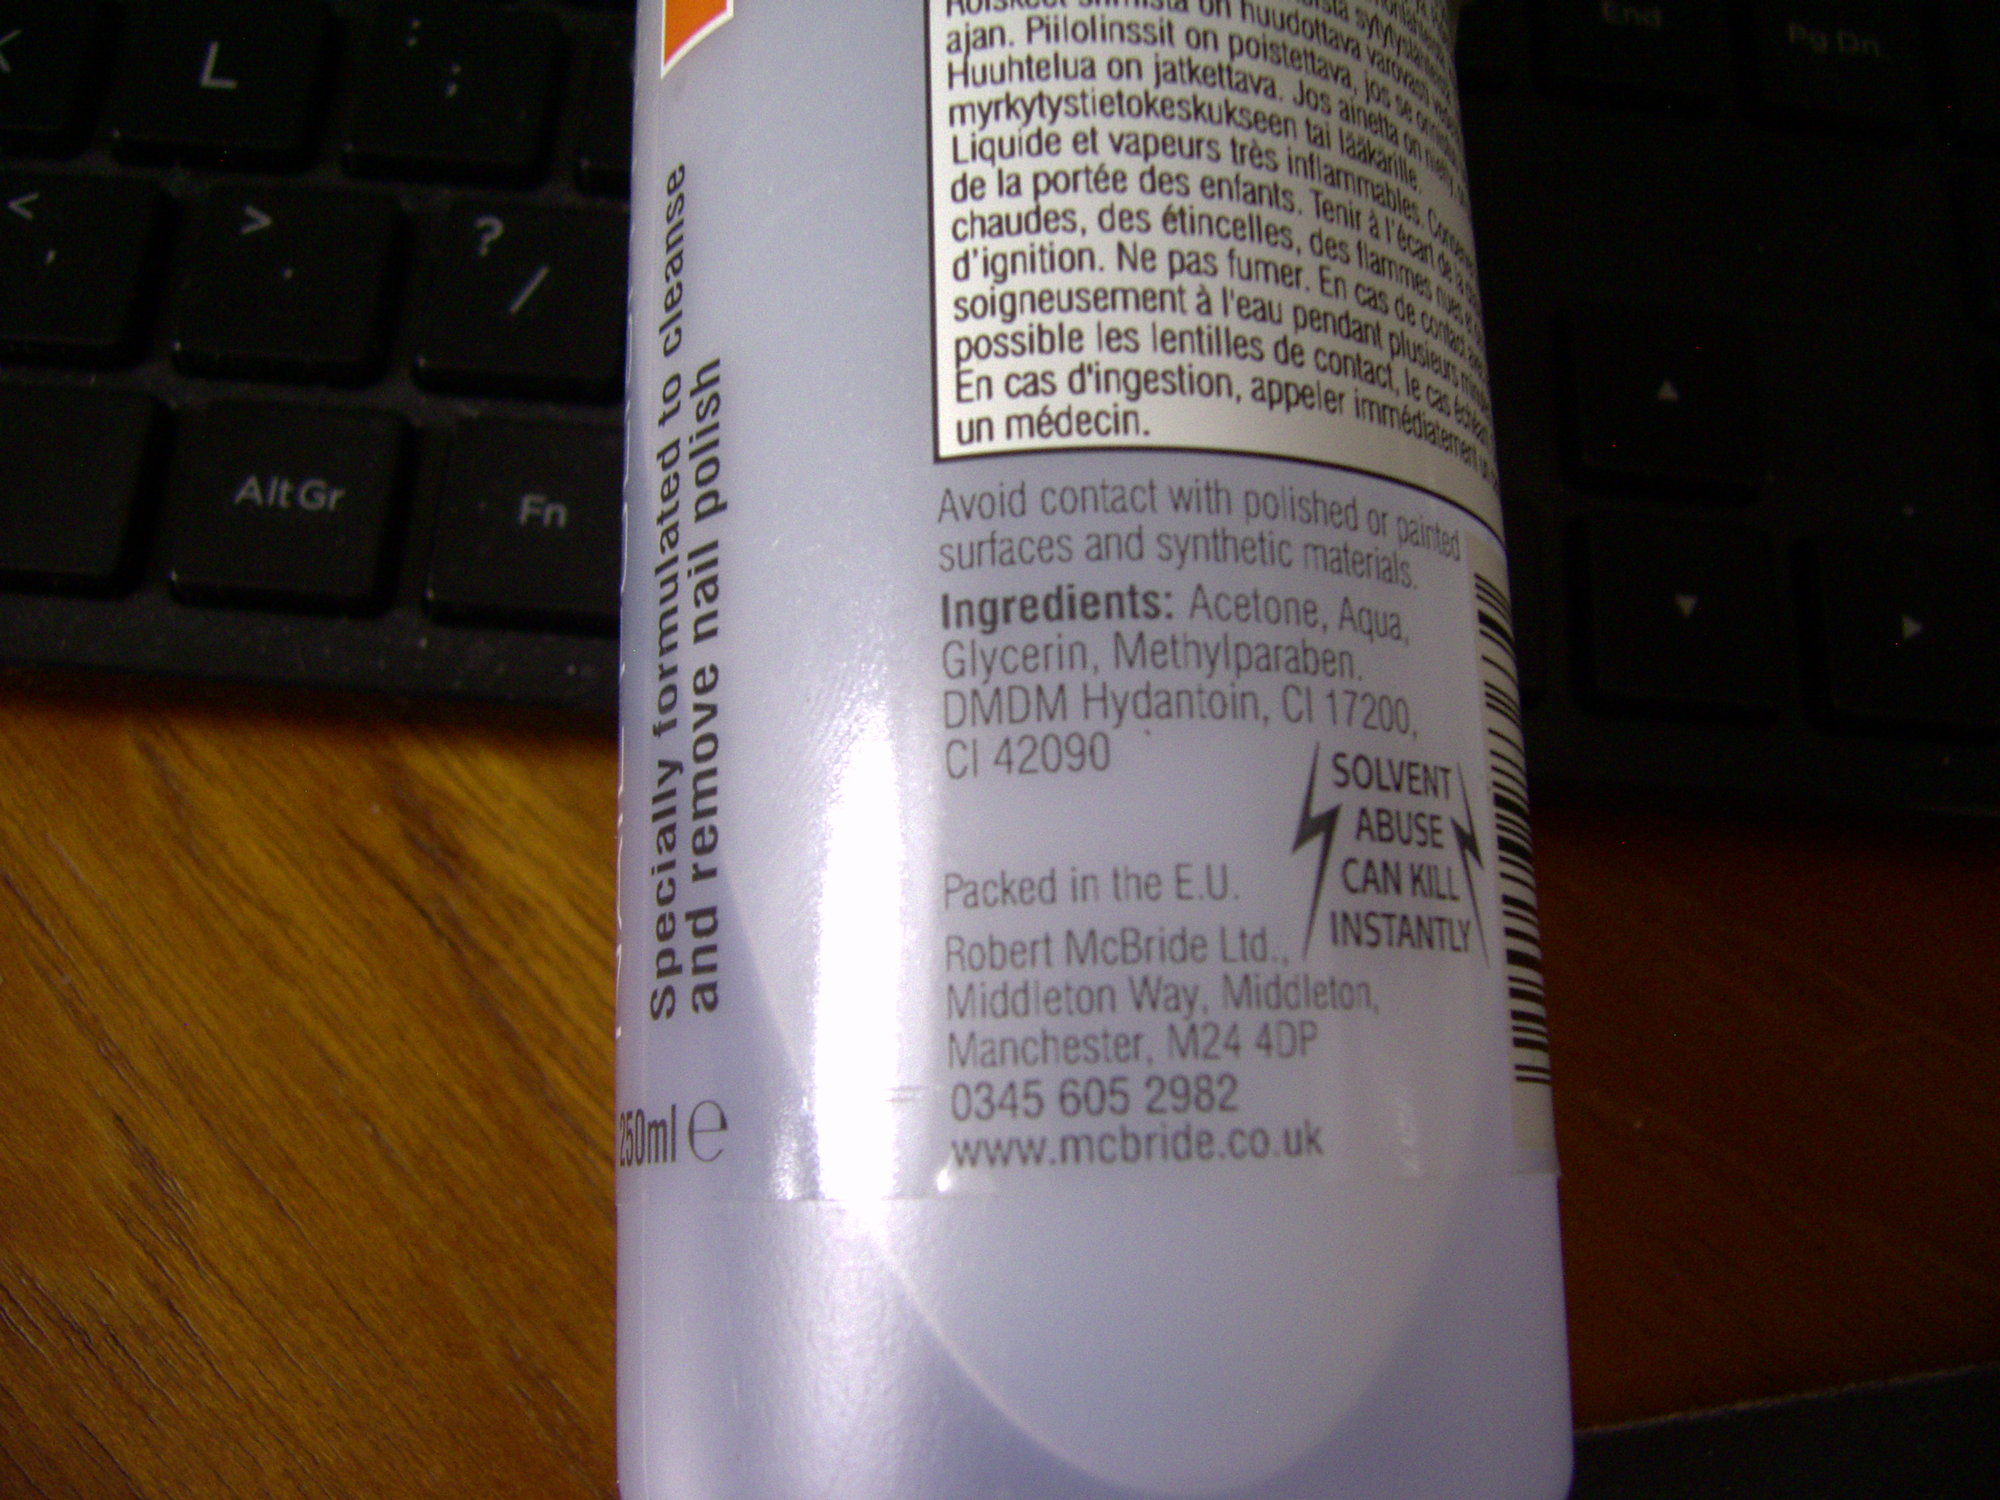 L
;
<
,
>
.
?
/
Alt Gr
Fn
End
Pg Dn
Specially formulated to cleanse
and remove nail polish
250ml e
on huudottava varovasti
ajan. Piilolinssit on poistettava, jos se
Huuhtelua on jatkettava. Jos ainetta on
myrkytystietokeskukseen tai lääkärille.
Liquide et vapeurs très inflammables.
de la portée des enfants. Tenir à l'écart de
chaudes, des étincelles, des flammes nues
d'ignition. Ne pas fumer. En cas de contact
soigneusement à l'eau pendant plusieurs
possible les lentilles de contact, le cas
En cas d'ingestion, appeler immédiatement
un médecin.
Avoid contact with polished or painted
surfaces and synthetic materials.
Ingredients: Acetone, Aqua,
Glycerin, Methylparaben.
DMDM Hydantoin, CI 17200,
CI 42090
SOLVENT
ABUSE
CAN KILL
INSTANTLY
Packed in the E.U.
Robert McBride Ltd.,
Middleton Way, Middleton,
Manchester, M24 4DP
0345 605 2982
www.mcbride.co.uk